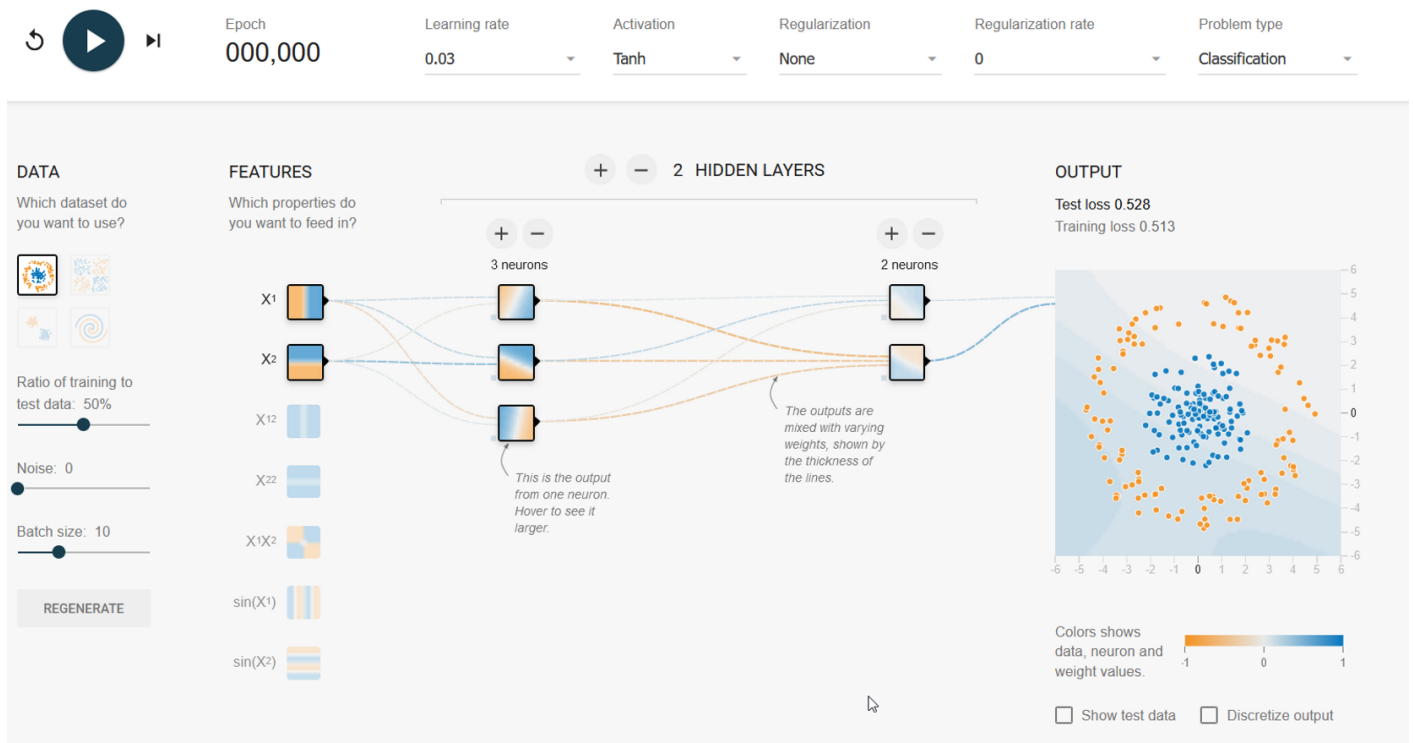 Epoch
000,000
Learning rate
0.03
Activation
Tanh
Regularization
None
Regularization rate
0
Problem type
Classification
DATA
Which dataset do
you want to use?
Ratio of training to
test data: 50%
Noise: 0
Batch size: 10
REGENERATE
FEATURES
Which properties do
you want to feed in?
X1
X2
X12
X22
X1X2
sin(X1)
sin(X2)
2 HIDDEN LAYERS
3 neurons
2 neurons
This is the output
from one neuron.
Hover to see it
larger.
The outputs are
mixed with varying
weights, shown by
the thickness of
the lines.
OUTPUT
Test loss 0.528
Training loss 0.513
6
5
4
3
2
1
0
-1
-2
-3
-4
-5
-6
-6 -5 -4 -3 -2 -1 0 1 2 3 4 5 6
Colors shows
data, neuron and
weight values.
-1 0 1
Show test data
Discretize output